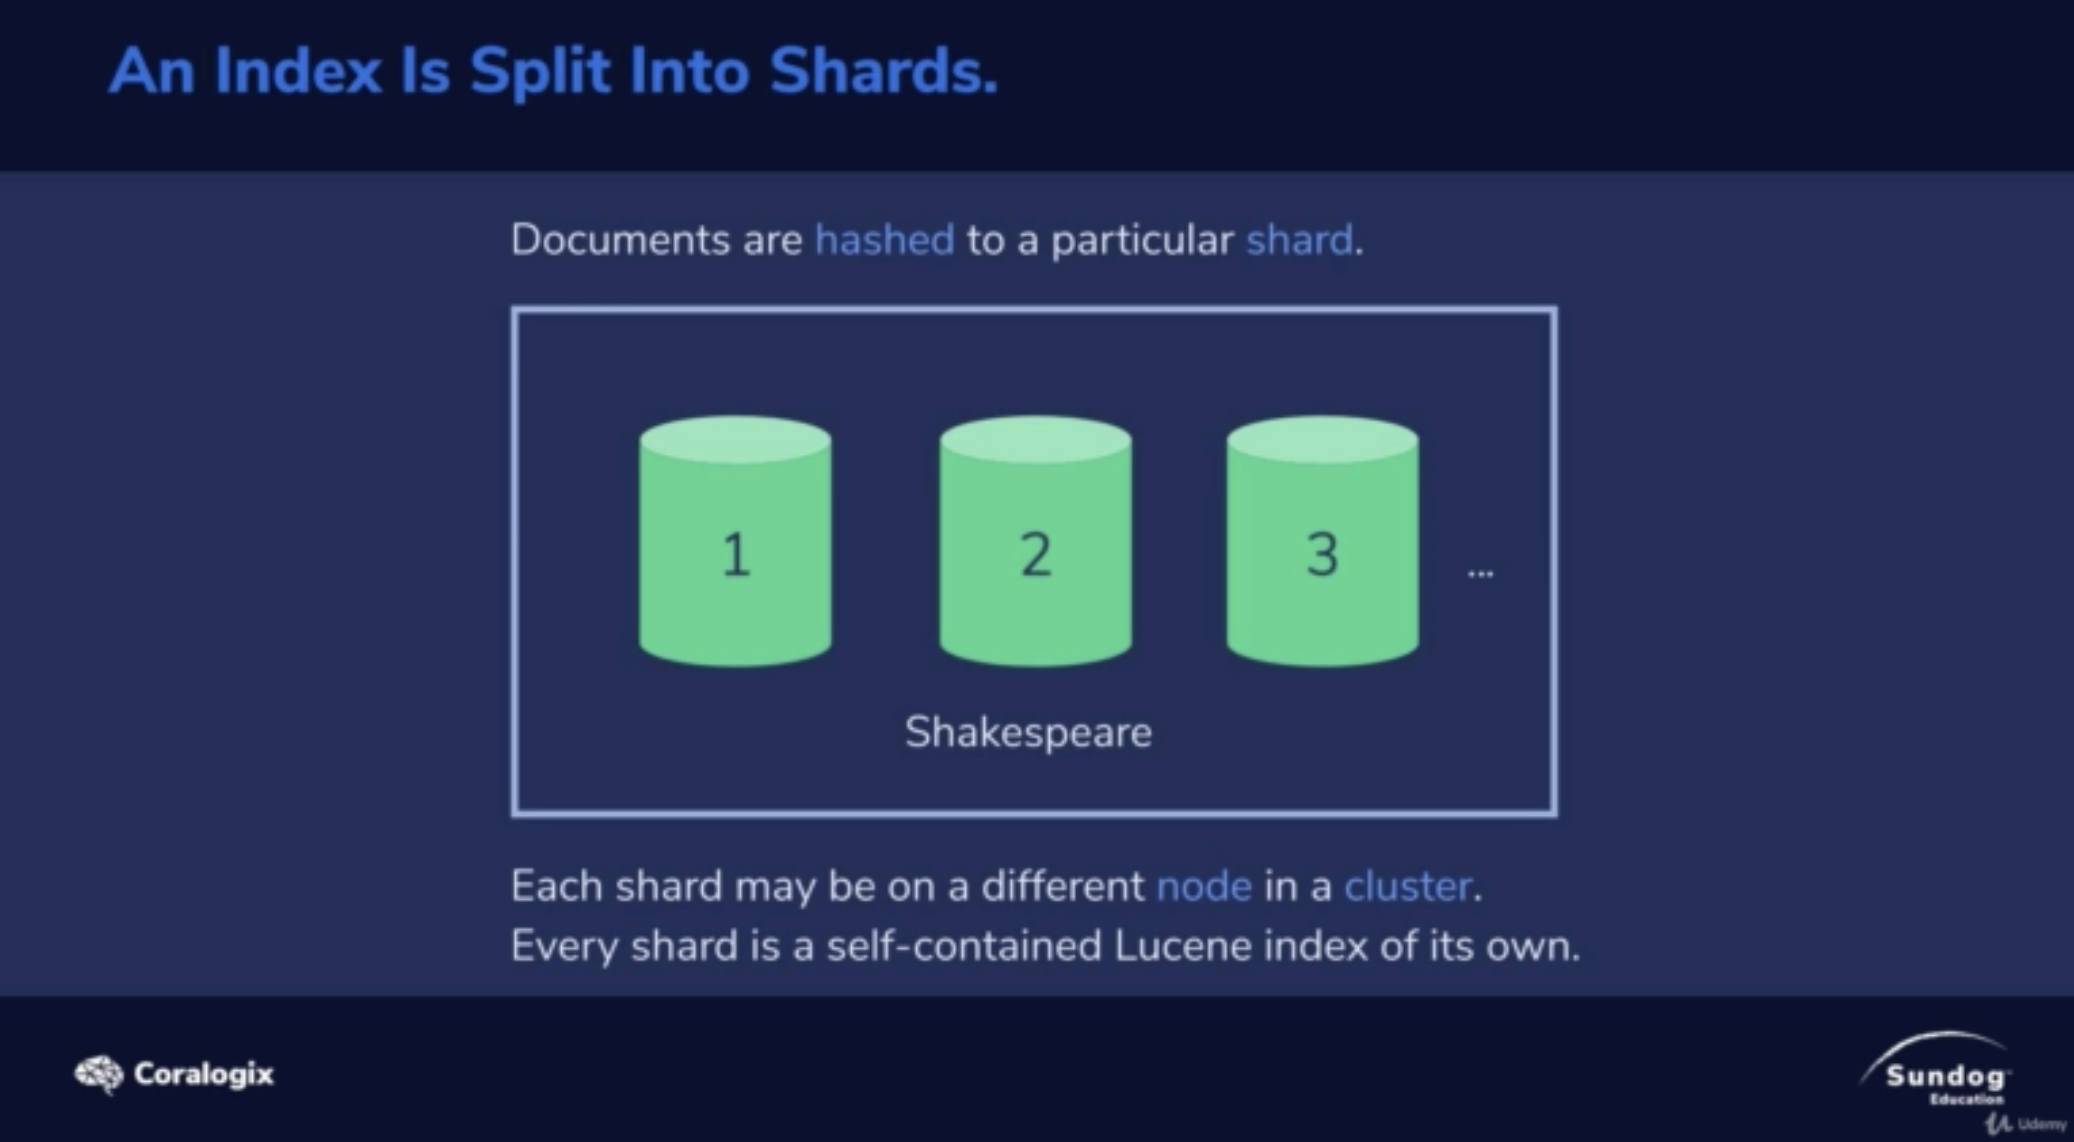 An Index Is Split Into Shards.
Documents are hashed to a particular shard.
1
2
3
...
Shakespeare
Each shard may be on a different node in a cluster.
Every shard is a self-contained Lucene index of its own.
Coralogix
Sundog
Education
Udemy